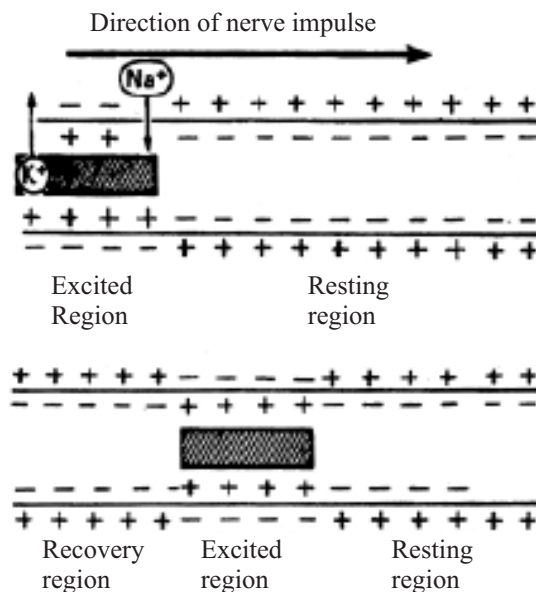 Direction of nerve impulse
Na⁺
+ + + + + + + + +
− − −
+ +
− − − − − − − − −
K⁺
+ + + + − − − − − − − − −
− − − − + + + + + + + + +
Excited Resting
Region region
+ + + + + − − − − − + + + + + +
− − − − − + + + + − − − − − −
− − − − − + + + + − − − −
+ + + + + − − − − + + + + + +
Recovery Excited Resting
region region region